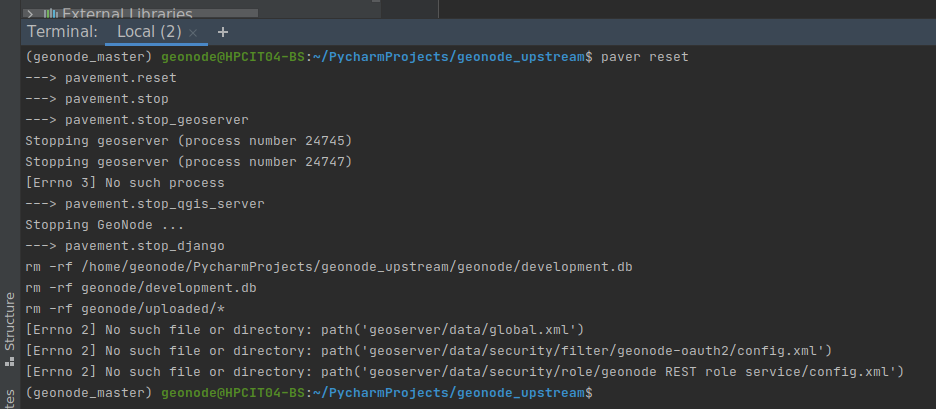 External Libraries
Terminal: Local (2) × +
(geonode_master) geonode@HPCIT04-BS:~/PycharmProjects/geonode_upstream$ paver reset
---> pavement.reset
---> pavement.stop
---> pavement.stop_geoserver
Stopping geoserver (process number 24745)
Stopping geoserver (process number 24747)
[Errno 3] No such process
---> pavement.stop_qgis_server
Stopping GeoNode ...
---> pavement.stop_django
rm -rf /home/geonode/PycharmProjects/geonode_upstream/geonode/development.db
rm -rf geonode/development.db
rm -rf geonode/uploaded/*
[Errno 2] No such file or directory: path('geoserver/data/global.xml')
[Errno 2] No such file or directory: path('geoserver/data/security/filter/geonode-oauth2/config.xml')
[Errno 2] No such file or directory: path('geoserver/data/security/role/geonode REST role service/config.xml')
(geonode_master) geonode@HPCIT04-BS:~/PycharmProjects/geonode_upstream$
Structure